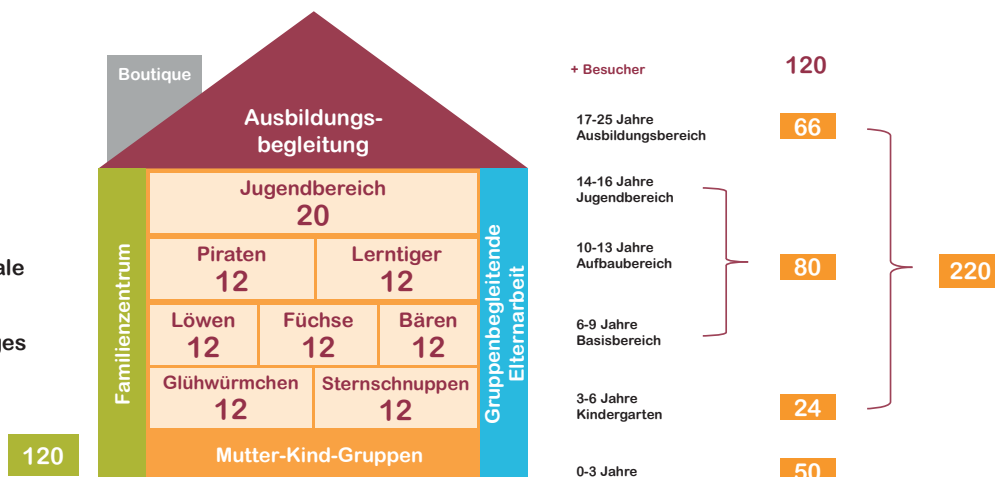 Boutique
Ausbildungs-
begleitung
Jugendbereich
20
Piraten
12
Lerntiger
12
Löwen
12
Füchse
12
Bären
12
Glühwürmchen
12
Sternschnuppen
12
Mutter-Kind-Gruppen
Familienzentrum
Gruppenbegleitende
Elternarbeit
ale
ges
120
+ Besucher
120
17-25 Jahre
Ausbildungsbereich
66
14-16 Jahre
Jugendbereich
10-13 Jahre
Aufbaubereich
80
6-9 Jahre
Basisbereich
3-6 Jahre
Kindergarten
24
0-3 Jahre
50
220